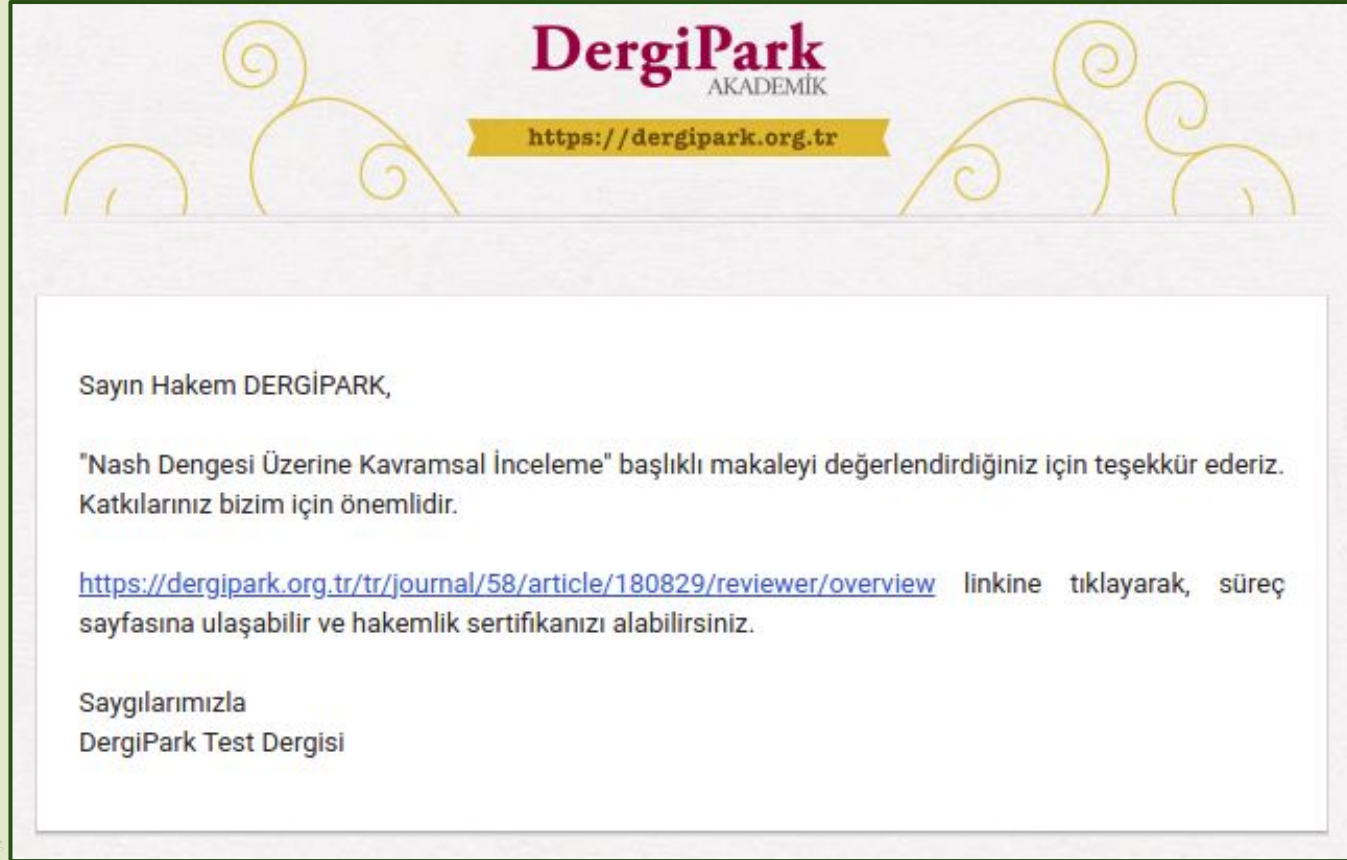 DergiPark
AKADEMİK
https://dergipark.org.tr
Sayın Hakem DERGİPARK,
"Nash Dengesi Üzerine Kavramsal İnceleme" başlıklı makaleyi değerlendirdiğiniz için teşekkür ederiz.
Katkılarınız bizim için önemlidir.
https://dergipark.org.tr/tr/journal/58/article/180829/reviewer/overview linkine tıklayarak, süreç
sayfasına ulaşabilir ve hakemlik sertifikanızı alabilirsiniz.
Saygılarımızla
DergiPark Test Dergisi